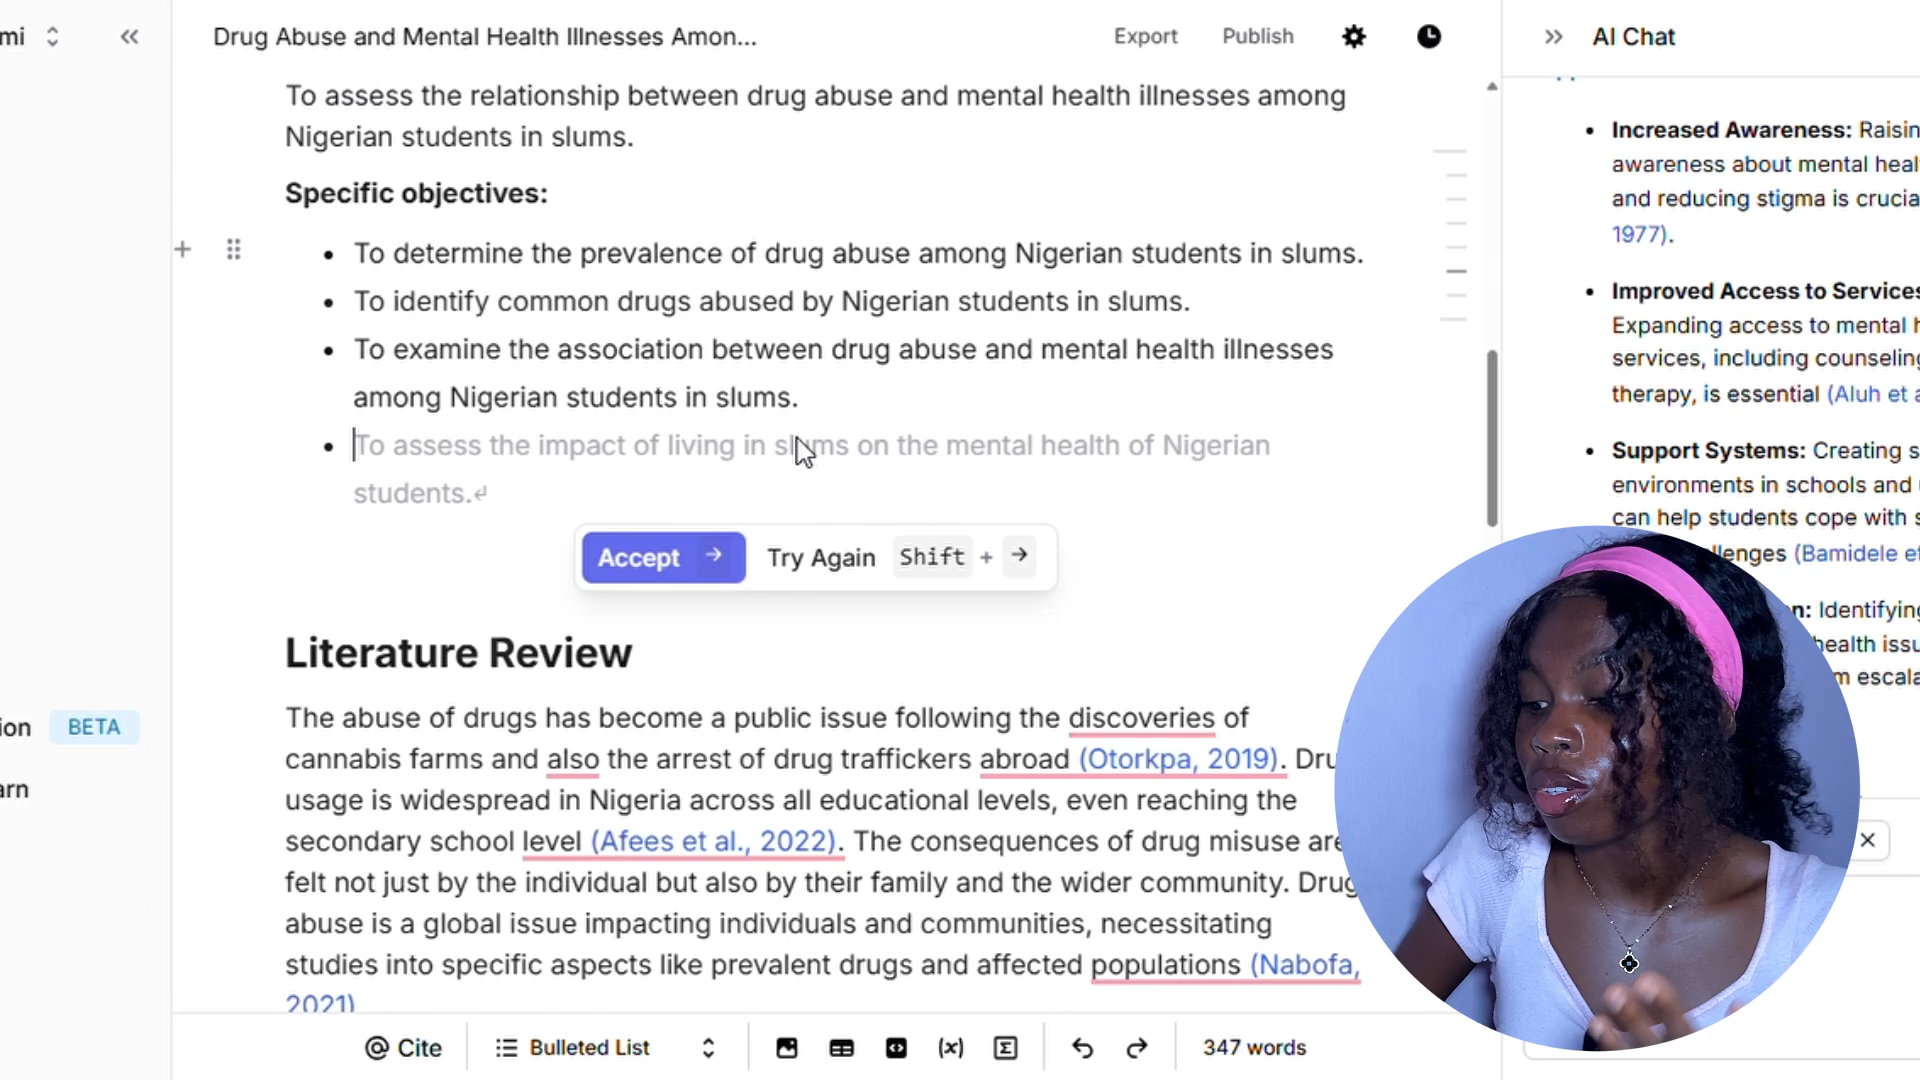 mi
Drug Abuse and Mental Health Illnesses Amon...
Export
Publish
AI Chat
To assess the relationship between drug abuse and mental health illnesses among
Nigerian students in slums.
Specific objectives:
• To determine the prevalence of drug abuse among Nigerian students in slums.
• To identify common drugs abused by Nigerian students in slums.
• To examine the association between drug abuse and mental health illnesses
among Nigerian students in slums.
• To assess the impact of living in slums on the mental health of Nigerian
students.
Accept →
Try Again Shift + →
Literature Review
The abuse of drugs has become a public issue following the discoveries of
cannabis farms and also the arrest of drug traffickers abroad (Otorkpa, 2019). Dru
usage is widespread in Nigeria across all educational levels, even reaching the
secondary school level (Afees et al., 2022). The consequences of drug misuse are
felt not just by the individual but also by their family and the wider community. Drug
abuse is a global issue impacting individuals and communities, necessitating
studies into specific aspects like prevalent drugs and affected populations (Nabofa,
2021)
ion BETA
arn
@ Cite
Bulleted List
(x)
Σ
347 words
• Increased Awareness: Raisin
awareness about mental heal
and reducing stigma is crucia
1977).
• Improved Access to Services
Expanding access to mental h
services, including counseling
therapy, is essential (Aluh et a
• Support Systems: Creating s
environments in schools and
can help students cope with s
llenges (Bamidele et
n: Identifying
health issu
m escala